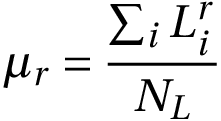 μ_r = \frac{\sum_i L_i^r}{N_L}